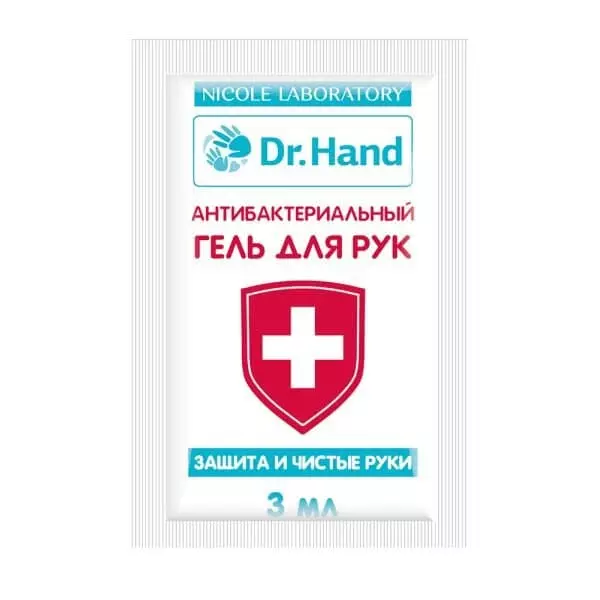 NICOLE LABORATORY
Dr.Hand
АНТИБАКТЕРИАЛЬНЫЙ
ГЕЛЬ ДЛЯ РУК
ЗАЩИТА И ЧИСТЫЕ РУКИ
3 МЛ